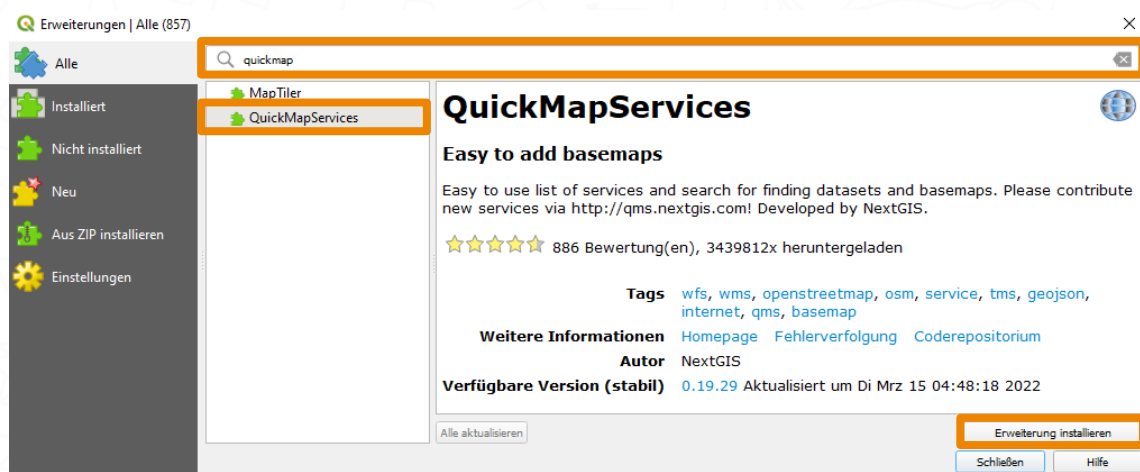 Erweiterungen | Alle (857)
Alle
Installiert
Nicht installiert
Neu
Aus ZIP installieren
Einstellungen
quickmap
MapTiler
QuickMapServices
QuickMapServices
Easy to add basemaps
Easy to use list of services and search for finding datasets and basemaps. Please contribute
new services via http://qms.nextgis.com! Developed by NextGIS.
886 Bewertung(en), 3439812x heruntergeladen
Tags wfs, wms, openstreetmap, osm, service, tms, geojson,
internet, qms, basemap
Weitere Informationen Homepage Fehlerverfolgung Coderepositorium
Autor NextGIS
Verfügbare Version (stabil) 0.19.29 Aktualisiert um Di Mrz 15 04:48:18 2022
Alle aktualisieren
Erweiterung installieren
Schließen Hilfe